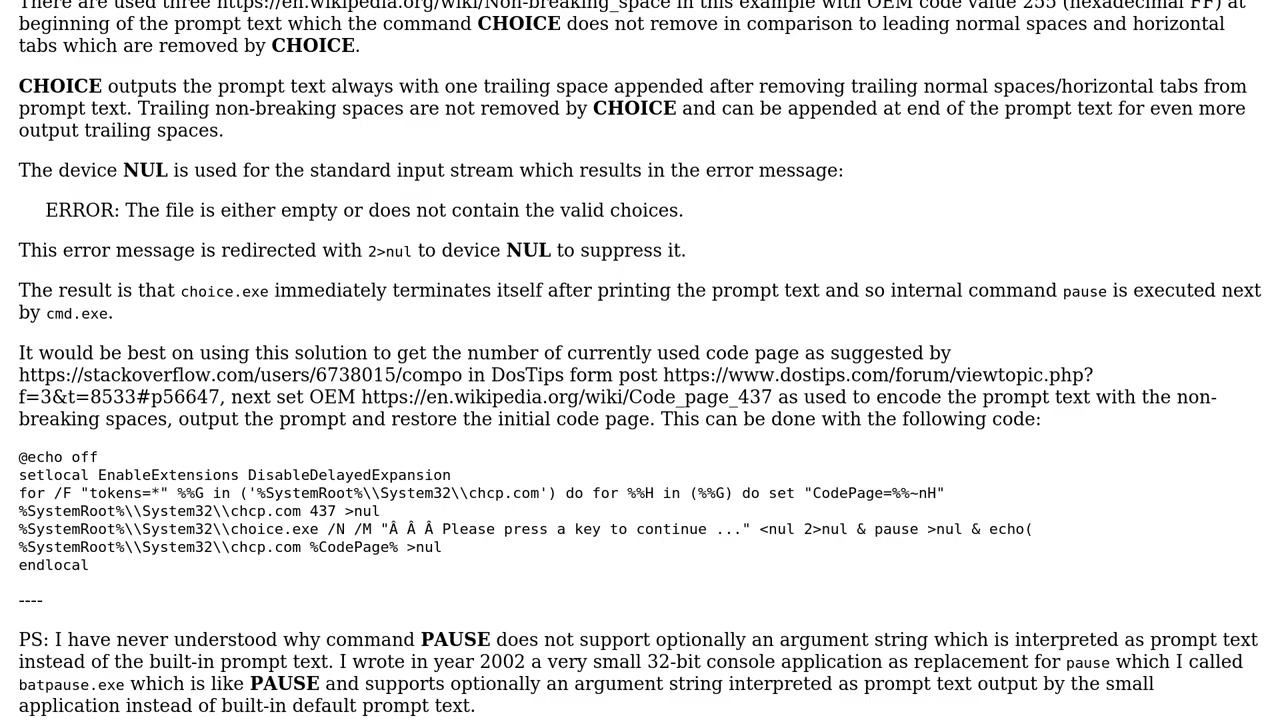 There are used three https://en.wikipedia.org/wiki/Non-breaking_space in this example with OEM code value 255 (hexadecimal FF) at
beginning of the prompt text which the command CHOICE does not remove in comparison to leading normal spaces and horizontal
tabs which are removed by CHOICE.
CHOICE outputs the prompt text always with one trailing space appended after removing trailing normal spaces/horizontal tabs from
prompt text. Trailing non-breaking spaces are not removed by CHOICE and can be appended at end of the prompt text for even more
output trailing spaces.
The device NUL is used for the standard input stream which results in the error message:
ERROR: The file is either empty or does not contain the valid choices.
This error message is redirected with 2>nul to device NUL to suppress it.
The result is that choice.exe immediately terminates itself after printing the prompt text and so internal command pause is executed next
by cmd.exe.
It would be best on using this solution to get the number of currently used code page as suggested by
https://stackoverflow.com/users/6738015/compo in DosTips form post https://www.dostips.com/forum/viewtopic.php?
f=3&t=8533#p56647, next set OEM https://en.wikipedia.org/wiki/Code_page_437 as used to encode the prompt text with the non-
breaking spaces, output the prompt and restore the initial code page. This can be done with the following code:
@echo off
setlocal EnableExtensions DisableDelayedExpansion
for /F "tokens=*" %%G in ('%SystemRoot%\\System32\\chcp.com') do for %%H in (%%G) do set "CodePage=%%~nH"
%SystemRoot%\\System32\\chcp.com 437 >nul
%SystemRoot%\\System32\\choice.exe /N /M "Â Â Â Please press a key to continue ..." <nul 2>nul & pause >nul & echo(
%SystemRoot%\\System32\\chcp.com %CodePage% >nul
endlocal
----
PS: I have never understood why command PAUSE does not support optionally an argument string which is interpreted as prompt text
instead of the built-in prompt text. I wrote in year 2002 a very small 32-bit console application as replacement for pause which I called
batpause.exe which is like PAUSE and supports optionally an argument string interpreted as prompt text output by the small
application instead of built-in default prompt text.